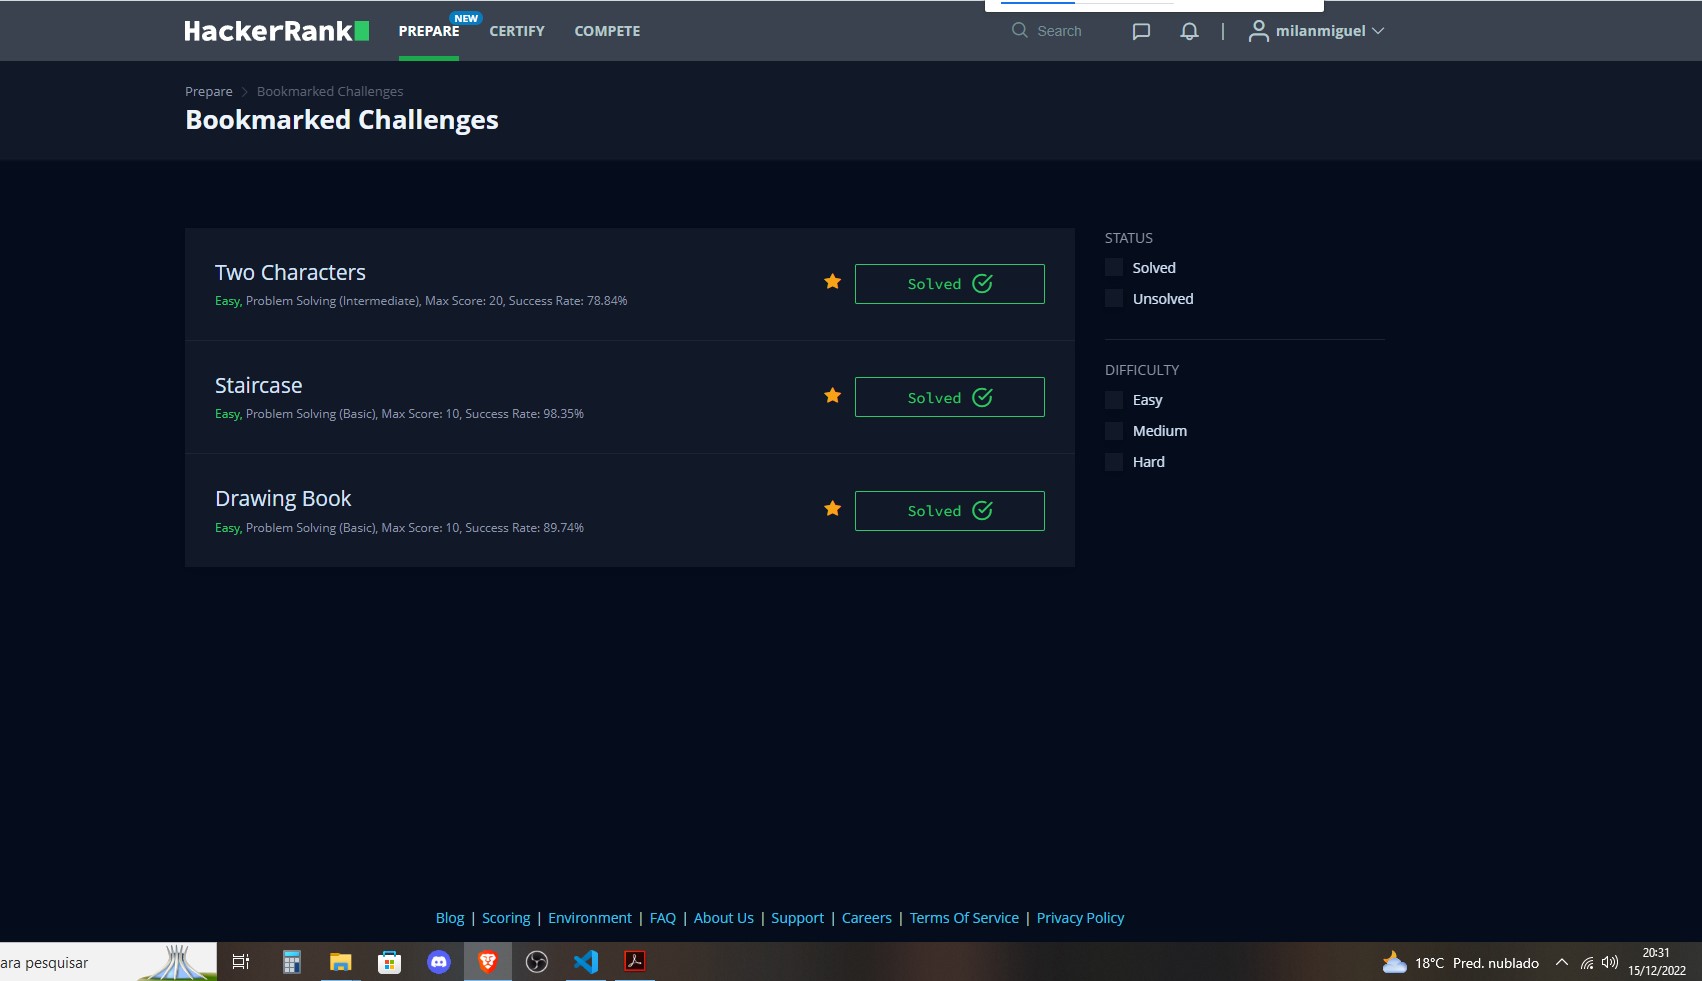 HackerRank
PREPARE
NEW
CERTIFY
COMPETE
Search
|
milanmiguel
Prepare
Bookmarked Challenges
Bookmarked Challenges
Two Characters
Easy, Problem Solving (Intermediate), Max Score: 20, Success Rate: 78.84%
Solved
Staircase
Easy, Problem Solving (Basic), Max Score: 10, Success Rate: 98.35%
Solved
Drawing Book
Easy, Problem Solving (Basic), Max Score: 10, Success Rate: 89.74%
Solved
STATUS
Solved
Unsolved
DIFFICULTY
Easy
Medium
Hard
Blog | Scoring | Environment | FAQ | About Us | Support | Careers | Terms Of Service | Privacy Policy
ara pesquisar
18°C Pred. nublado
20:31
15/12/2022